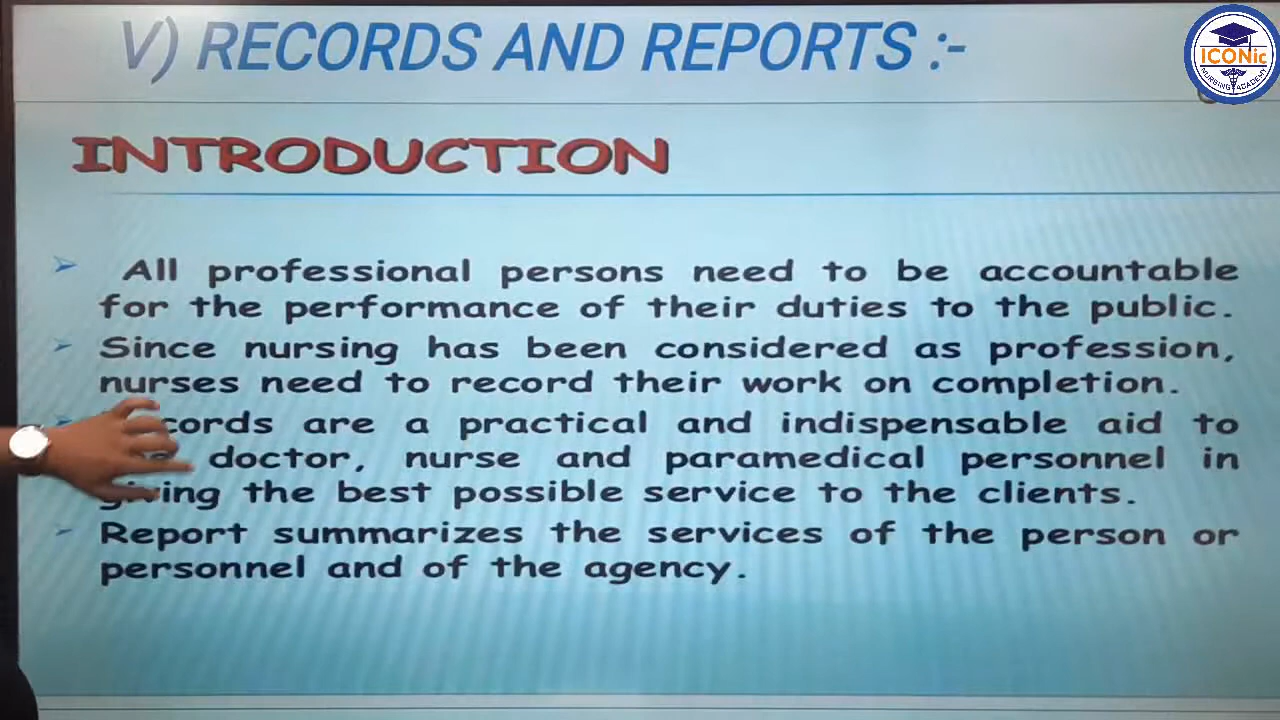 V) RECORDS AND REPORTS :-
ICONic
NURSING ACADEMY
INTRODUCTION
➢ All professional persons need to be accountable
for the performance of their duties to the public.
➢ Since nursing has been considered as profession,
nurses need to record their work on completion.
cords are a practical and indispensable aid to
doctor, nurse and paramedical personnel in
giving the best possible service to the clients.
➢ Report summarizes the services of the person or
personnel and of the agency.